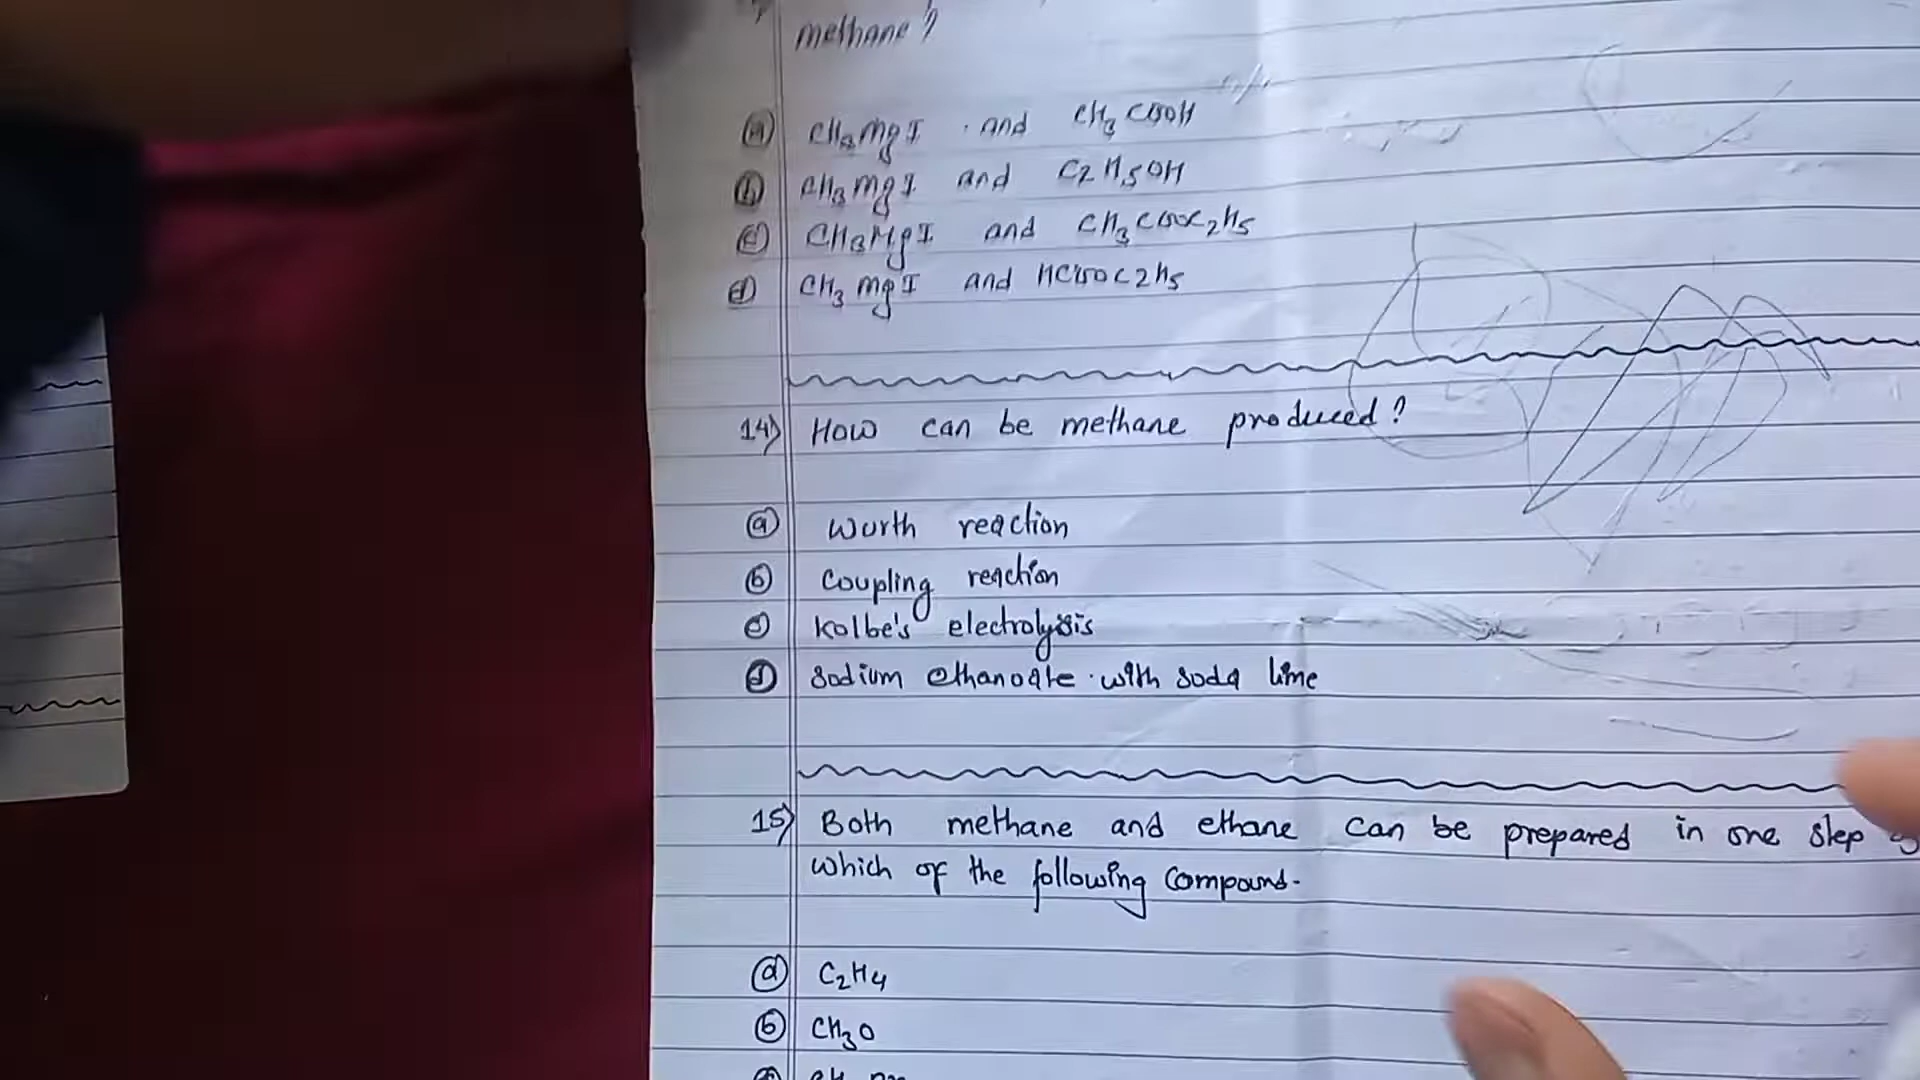 methane?
(a) CH3MgI and CH3COOH
(b) CH3MgI and C2H5OH
(c) CH3MgI and CH3COOC2H5
(d) CH3MgI and HCOOC2H5
14) How can be methane produced?
(a) Wurth reaction
(b) Coupling reaction
(c) Kolbe's electrolysis
(d) Sodium ethanoate with soda lime
15) Both methane and ethane can be prepared in one step
which of the following compound.
(a) C2H4
(b) CH3O